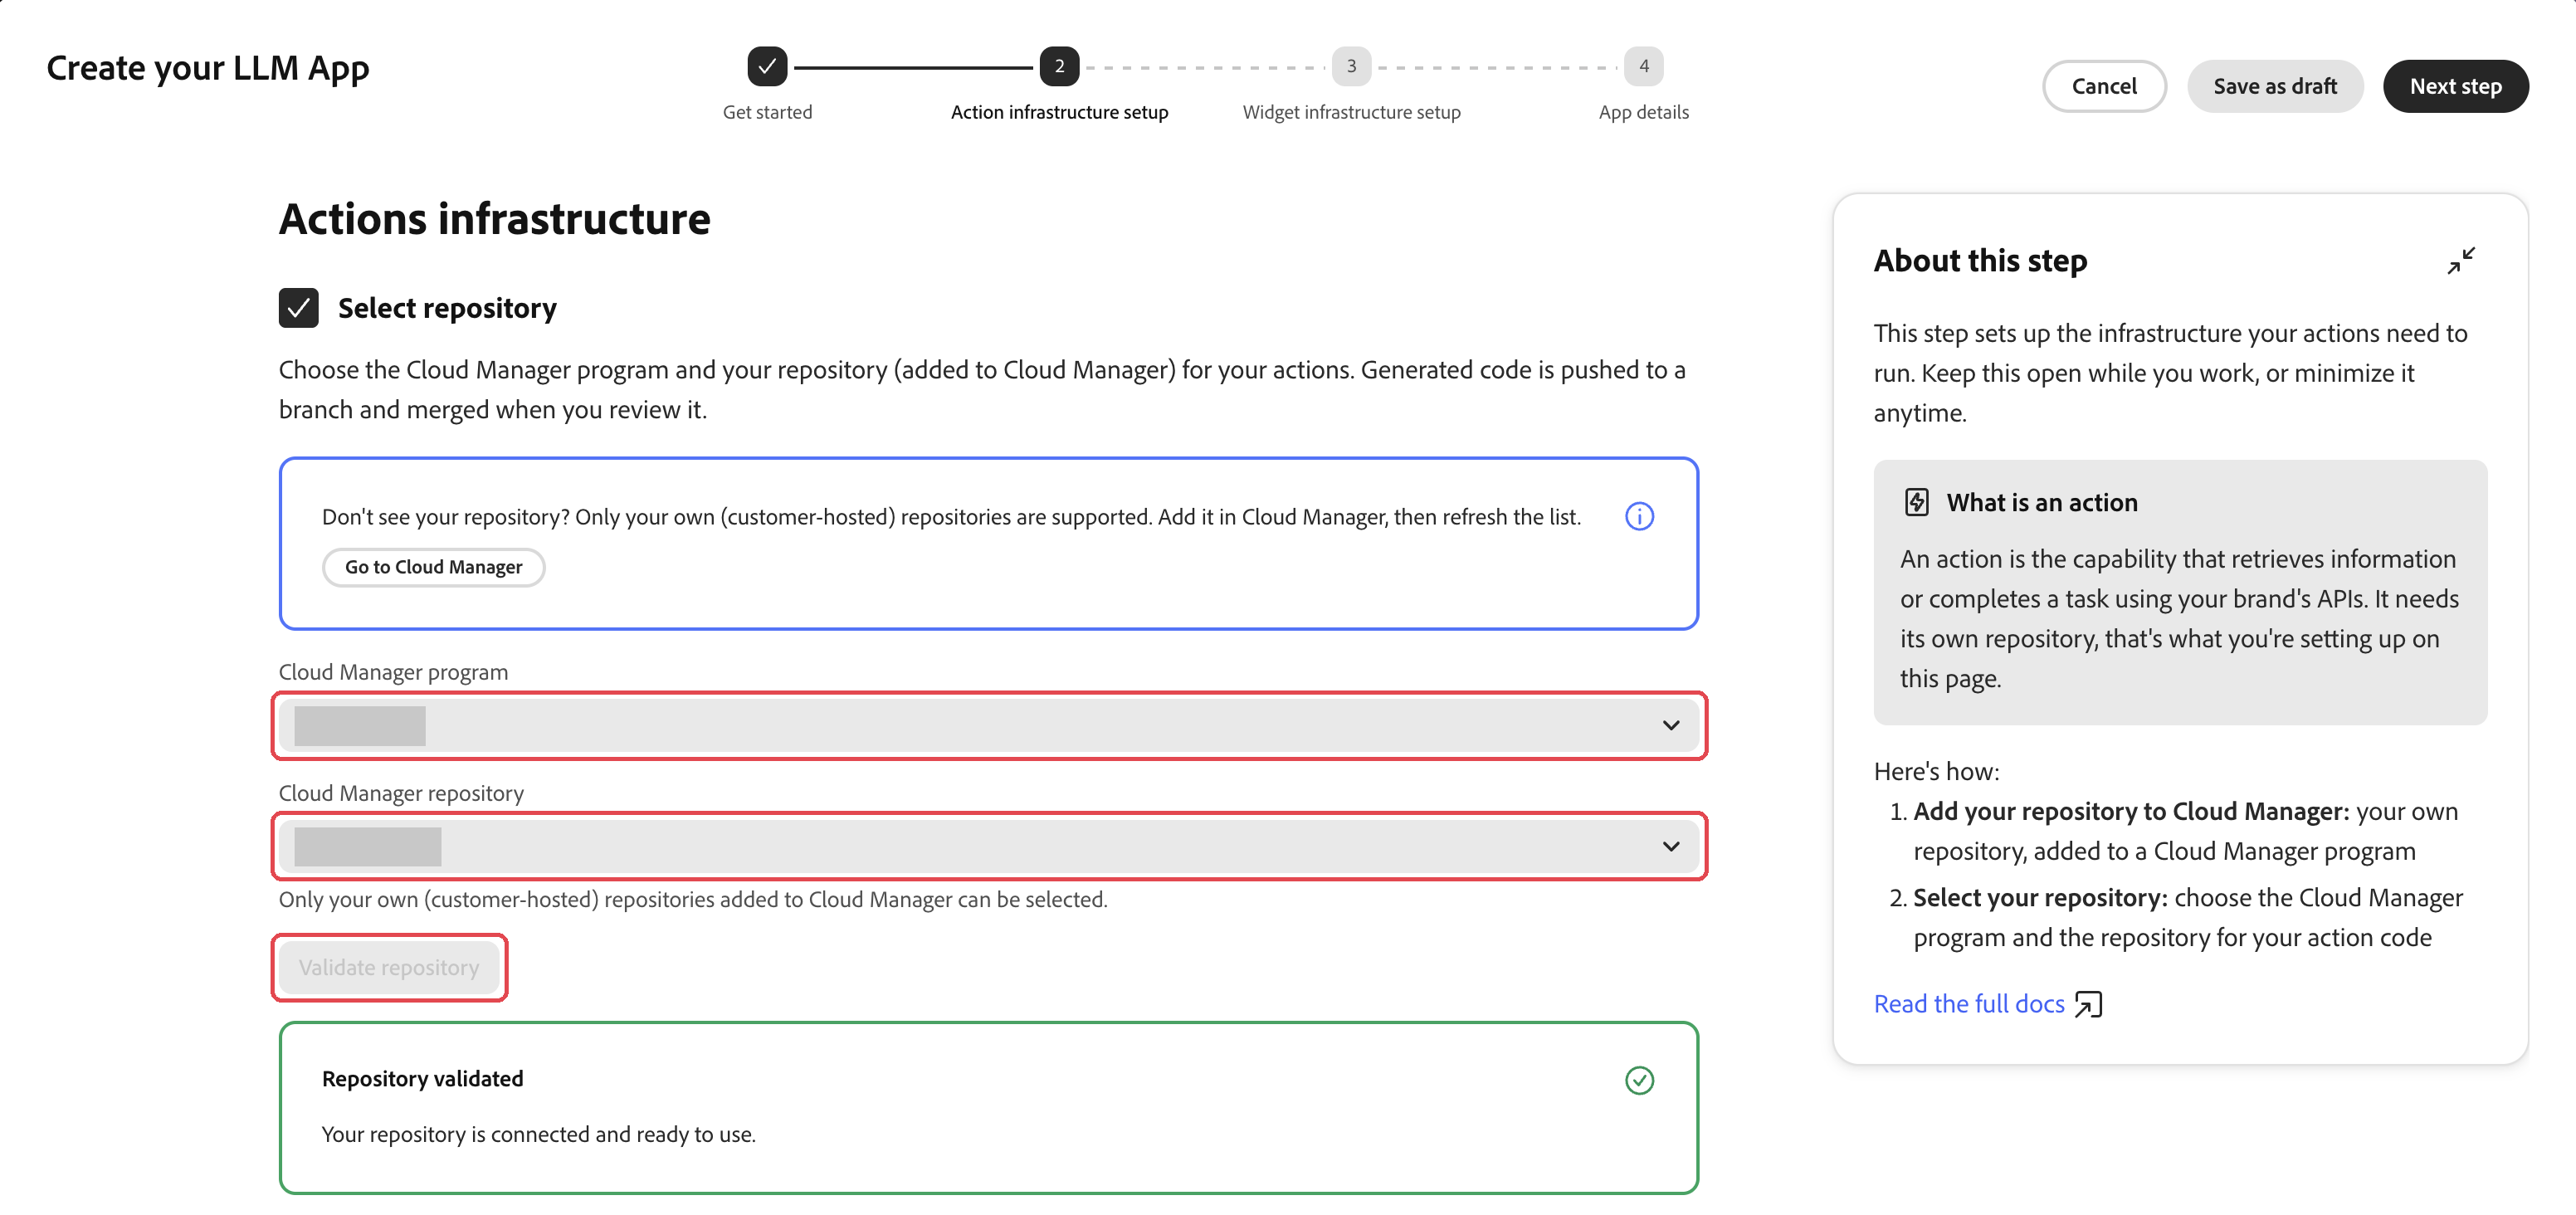 Create your LLM App
2
3
4
Get started
Action infrastructure setup
Widget infrastructure setup
App details
Cancel
Save as draft
Next step
Actions infrastructure
Select repository
Choose the Cloud Manager program and your repository (added to Cloud Manager) for your actions. Generated code is pushed to a
branch and merged when you review it.
Don't see your repository? Only your own (customer-hosted) repositories are supported. Add it in Cloud Manager, then refresh the list.
Go to Cloud Manager
Cloud Manager program
Cloud Manager repository
Only your own (customer-hosted) repositories added to Cloud Manager can be selected.
Validate repository
Repository validated
Your repository is connected and ready to use.
About this step
This step sets up the infrastructure your actions need to
run. Keep this open while you work, or minimize it
anytime.
What is an action
An action is the capability that retrieves information
or completes a task using your brand's APIs. It needs
its own repository, that's what you're setting up on
this page.
Here's how:
1. Add your repository to Cloud Manager: your own
repository, added to a Cloud Manager program
2. Select your repository: choose the Cloud Manager
program and the repository for your action code
Read the full docs